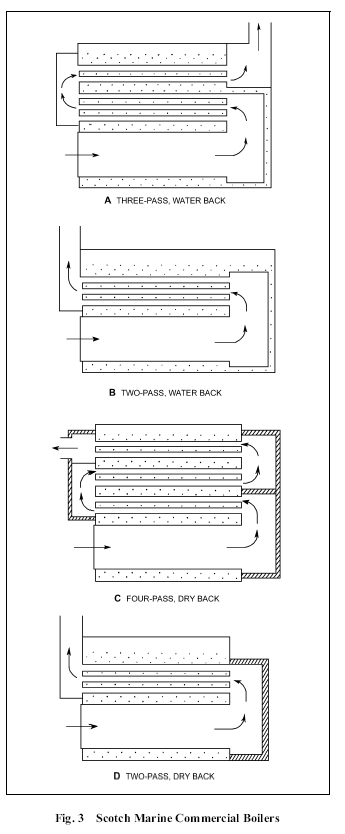 A THREE-PASS, WATER BACK
B TWO-PASS, WATER BACK
C FOUR-PASS, DRY BACK
D TWO-PASS, DRY BACK
Fig. 3 Scotch Marine Commercial Boilers